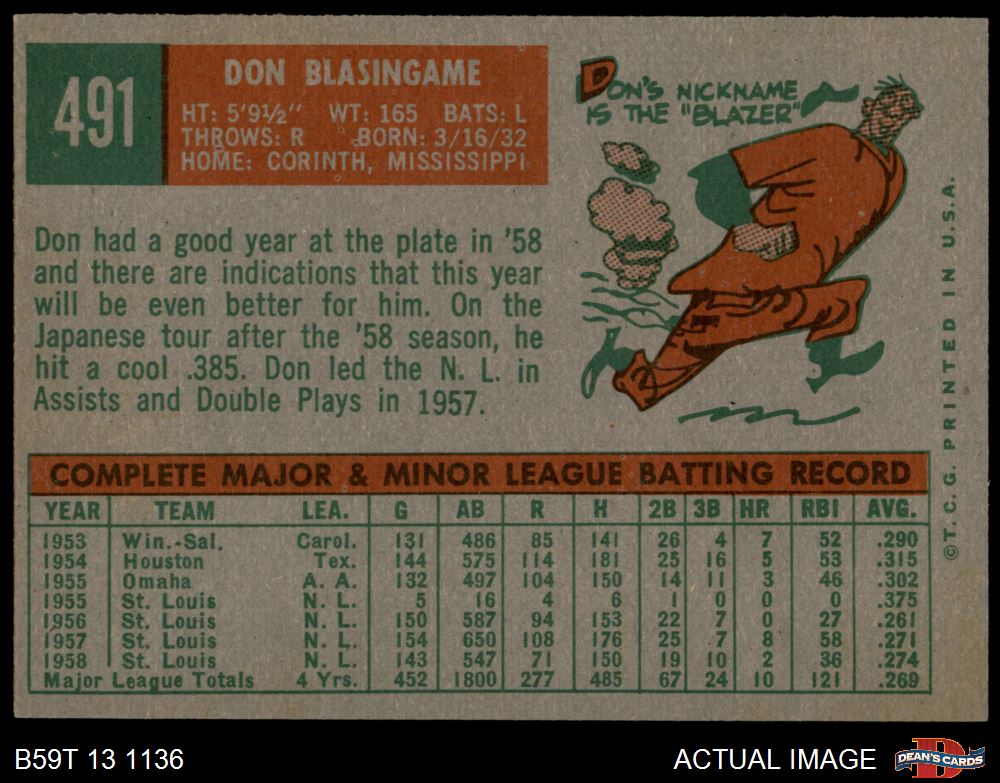 491
DON BLASINGAME
HT: 5'9½" WT: 165 BATS: L
THROWS: R BORN: 3/16/32
HOME: CORINTH, MISSISSIPPI
DON'S NICKNAME
IS THE "BLAZER"
Don had a good year at the plate in '58
and there are indications that this year
will be even better for him. On the
Japanese tour after the '58 season, he
hit a cool .385. Don led the N. L. in
Assists and Double Plays in 1957.
COMPLETE MAJOR & MINOR LEAGUE BATTING RECORD
YEAR TEAM LEA. G AB R H 2B 3B HR RBI AVG.
1953 Win.-Sal. Carol. 131 486 85 141 26 4 7 52 .290
1954 Houston Tex. 144 575 114 181 25 16 5 53 .315
1955 Omaha A. A. 132 497 104 150 14 11 3 46 .302
1955 St. Louis N. L. 5 16 4 6 1 0 0 0 .375
1956 St. Louis N. L. 150 587 94 153 22 7 0 27 .261
1957 St. Louis N. L. 154 650 108 176 25 7 8 58 .271
1958 St. Louis N. L. 143 547 71 150 19 10 2 36 .274
Major League Totals 4 Yrs. 452 1800 277 485 67 24 10 121 .269
©T.C.G. PRINTED IN U.S.A.
B59T 13 1136
ACTUAL IMAGE
D
DEAN'S CARDS